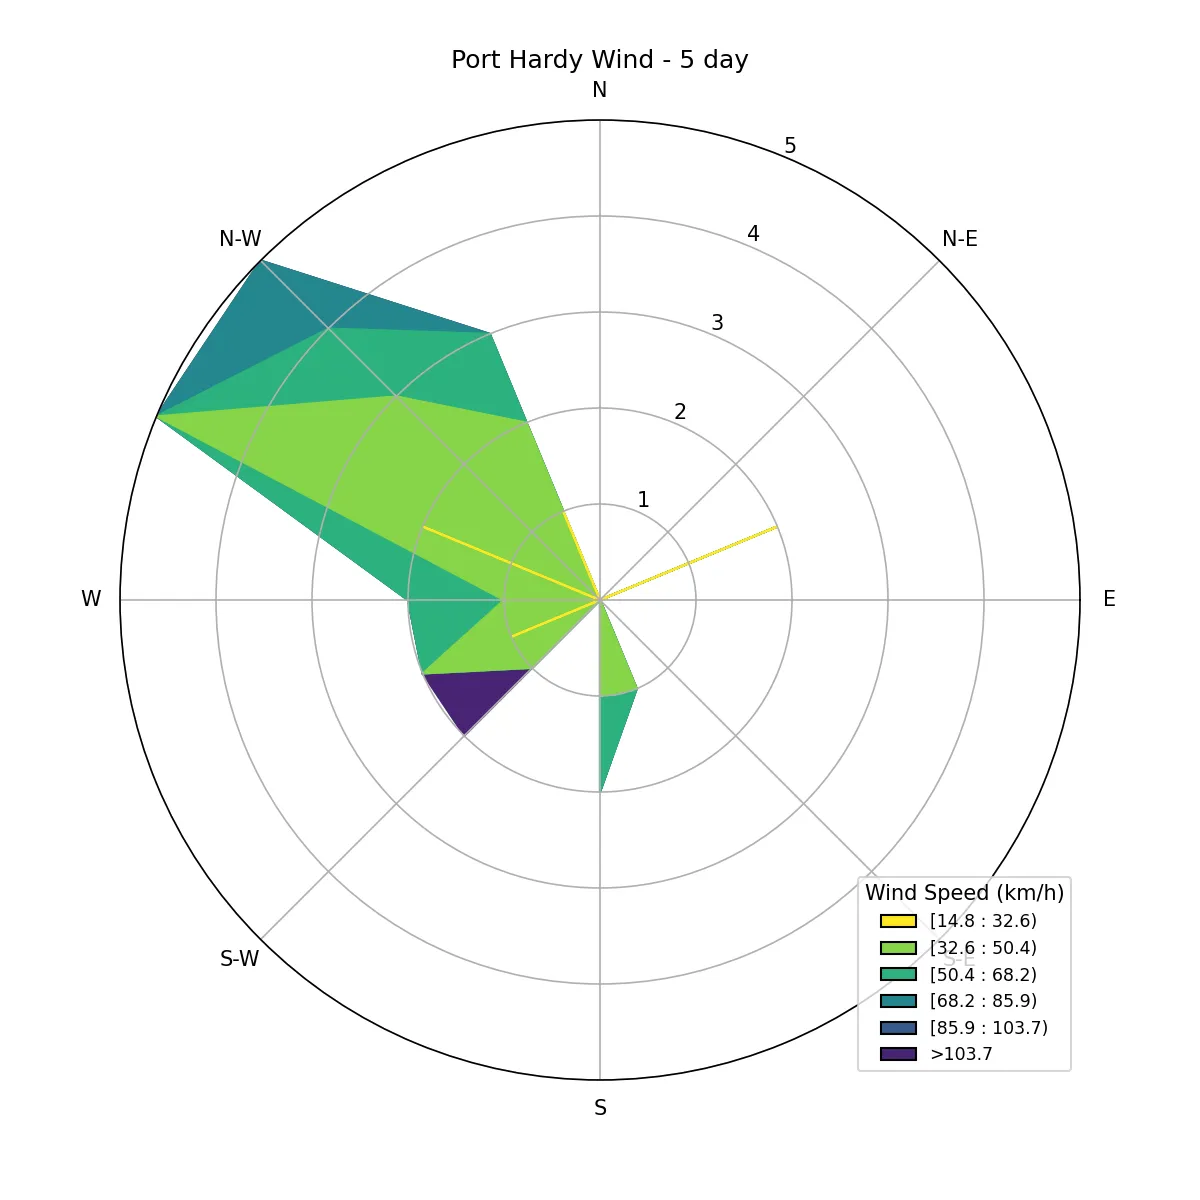 Port Hardy Wind - 5 day
N
5
N-W
4
N-E
3
2
1
W
E
Wind Speed (km/h)
[14.8 : 32.6)
[32.6 : 50.4)
S-E
[50.4 : 68.2)
[68.2 : 85.9)
[85.9 : 103.7)
>103.7
S-W
S